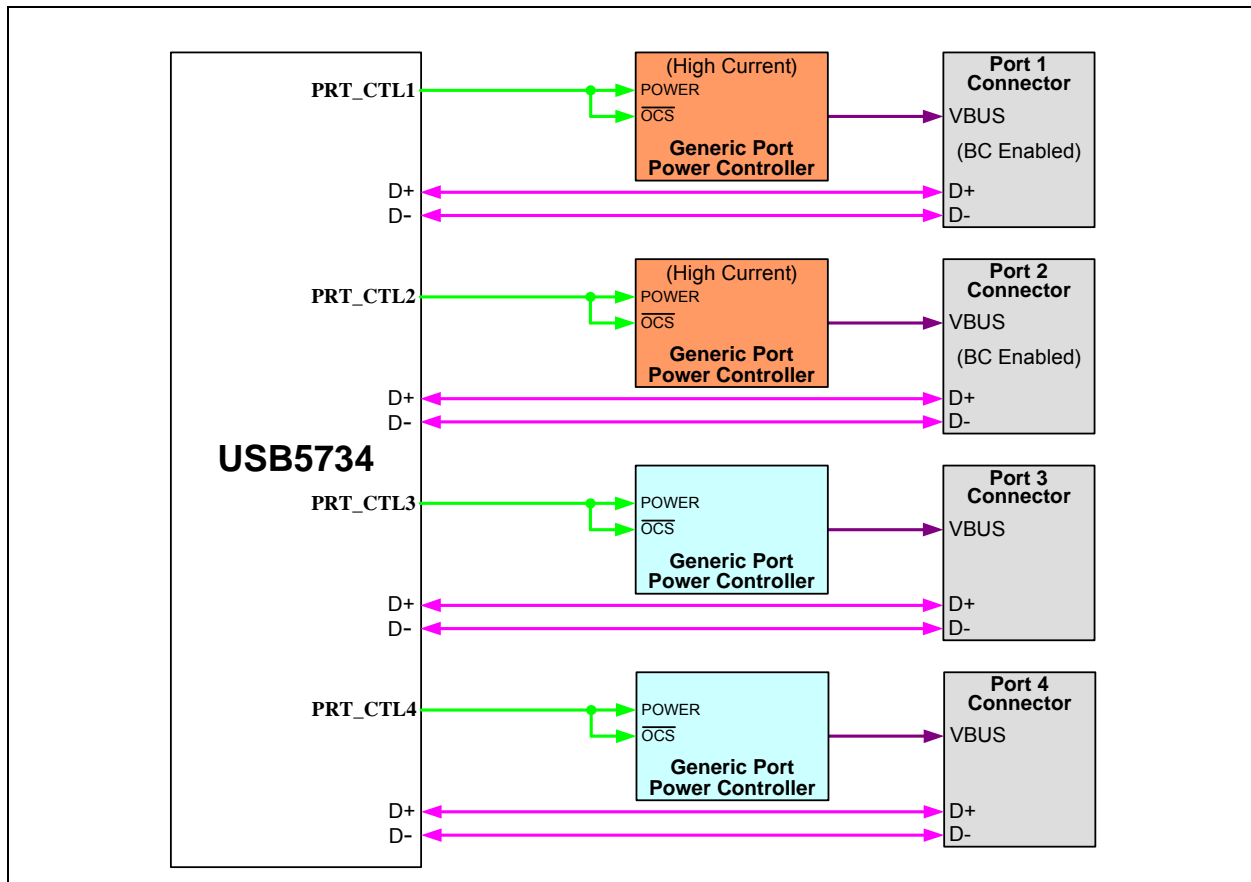 USB5734
PRT_CTL1
D+
D-
(High Current)
POWER
OCS
Generic Port
Power Controller
Port 1
Connector
VBUS
(BC Enabled)
D+
D-
PRT_CTL2
D+
D-
(High Current)
POWER
OCS
Generic Port
Power Controller
Port 2
Connector
VBUS
(BC Enabled)
D+
D-
PRT_CTL3
D+
D-
POWER
OCS
Generic Port
Power Controller
Port 3
Connector
VBUS
D+
D-
PRT_CTL4
D+
D-
POWER
OCS
Generic Port
Power Controller
Port 4
Connector
VBUS
D+
D-